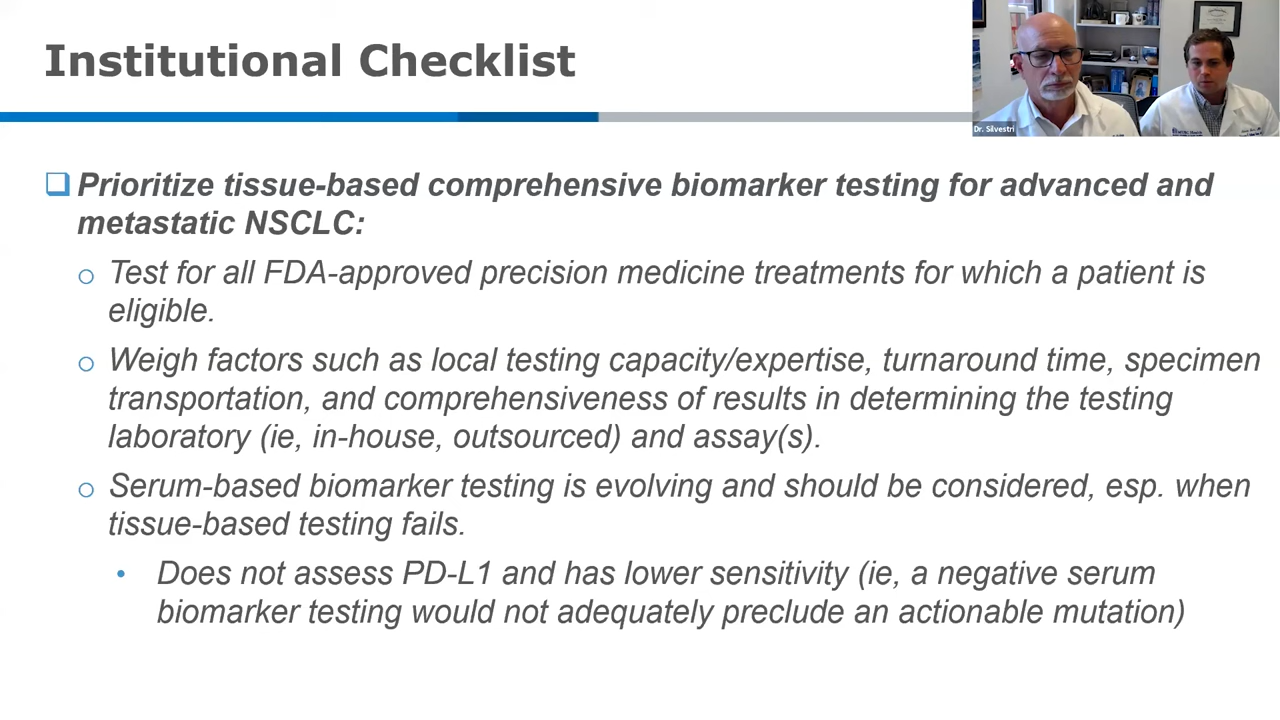 Institutional Checklist
Dr. Silvestri
❑ Prioritize tissue-based comprehensive biomarker testing for advanced and
metastatic NSCLC:
o Test for all FDA-approved precision medicine treatments for which a patient is
eligible.
o Weigh factors such as local testing capacity/expertise, turnaround time, specimen
transportation, and comprehensiveness of results in determining the testing
laboratory (ie, in-house, outsourced) and assay(s).
o Serum-based biomarker testing is evolving and should be considered, esp. when
tissue-based testing fails.
• Does not assess PD-L1 and has lower sensitivity (ie, a negative serum
biomarker testing would not adequately preclude an actionable mutation)